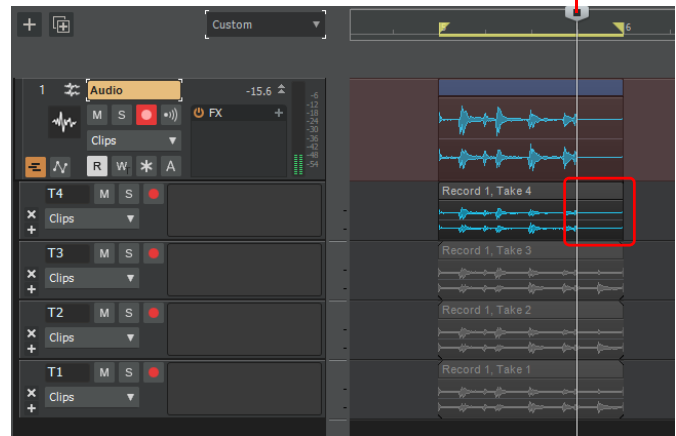 Custom
6
1 Audio -15.6
M S FX +
Clips
R W * A
-6
-12
-18
-24
-30
-36
-42
-48
-54
T4 M S
Clips
Record 1, Take 4
T3 M S
Clips
Record 1, Take 3
T2 M S
Clips
Record 1, Take 2
T1 M S
Clips
Record 1, Take 1